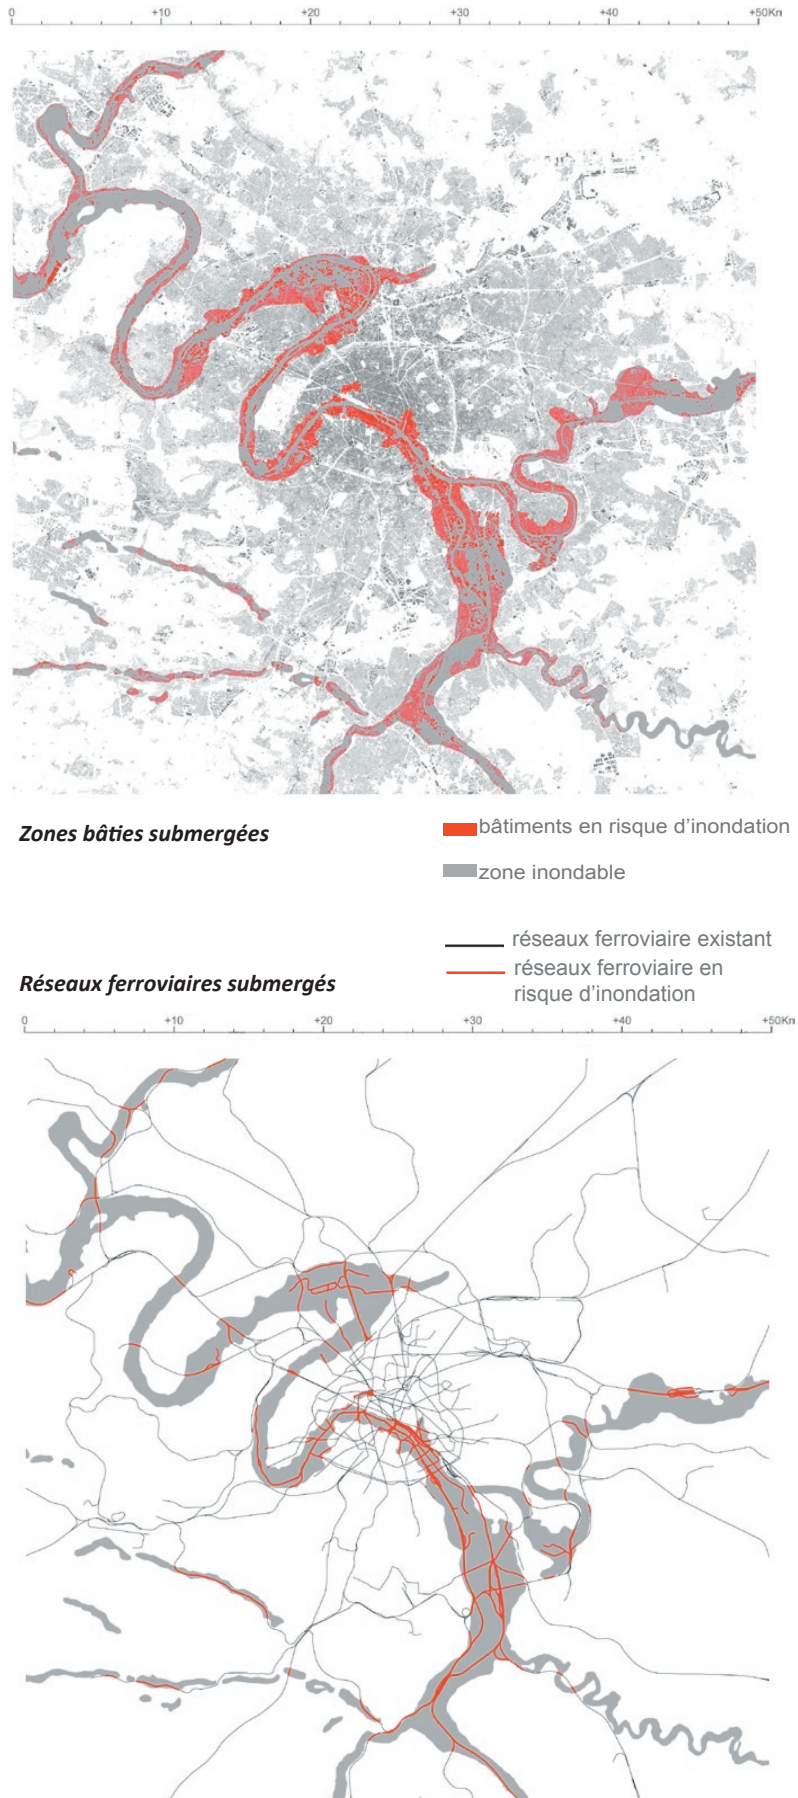 0 +10 +20 +30 +40 +50Km
Zones bâties submergées
bâtiments en risque d'inondation
zone inondable
réseaux ferroviaire existant
réseaux ferroviaire en
risque d'inondation
Réseaux ferroviaires submergés
0 +10 +20 +30 +40 +50Km